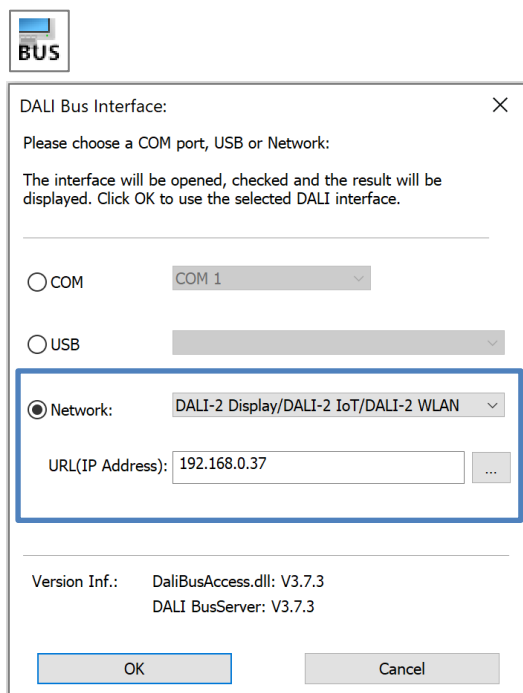 BUS
DALI Bus Interface:
Please choose a COM port, USB or Network:
The interface will be opened, checked and the result will be
displayed. Click OK to use the selected DALI interface.
COM
COM 1
USB
Network:
DALI-2 Display/DALI-2 IoT/DALI-2 WLAN
URL(IP Address):
192.168.0.37
...
Version Inf.: DaliBusAccess.dll: V3.7.3
DALI BusServer: V3.7.3
OK
Cancel